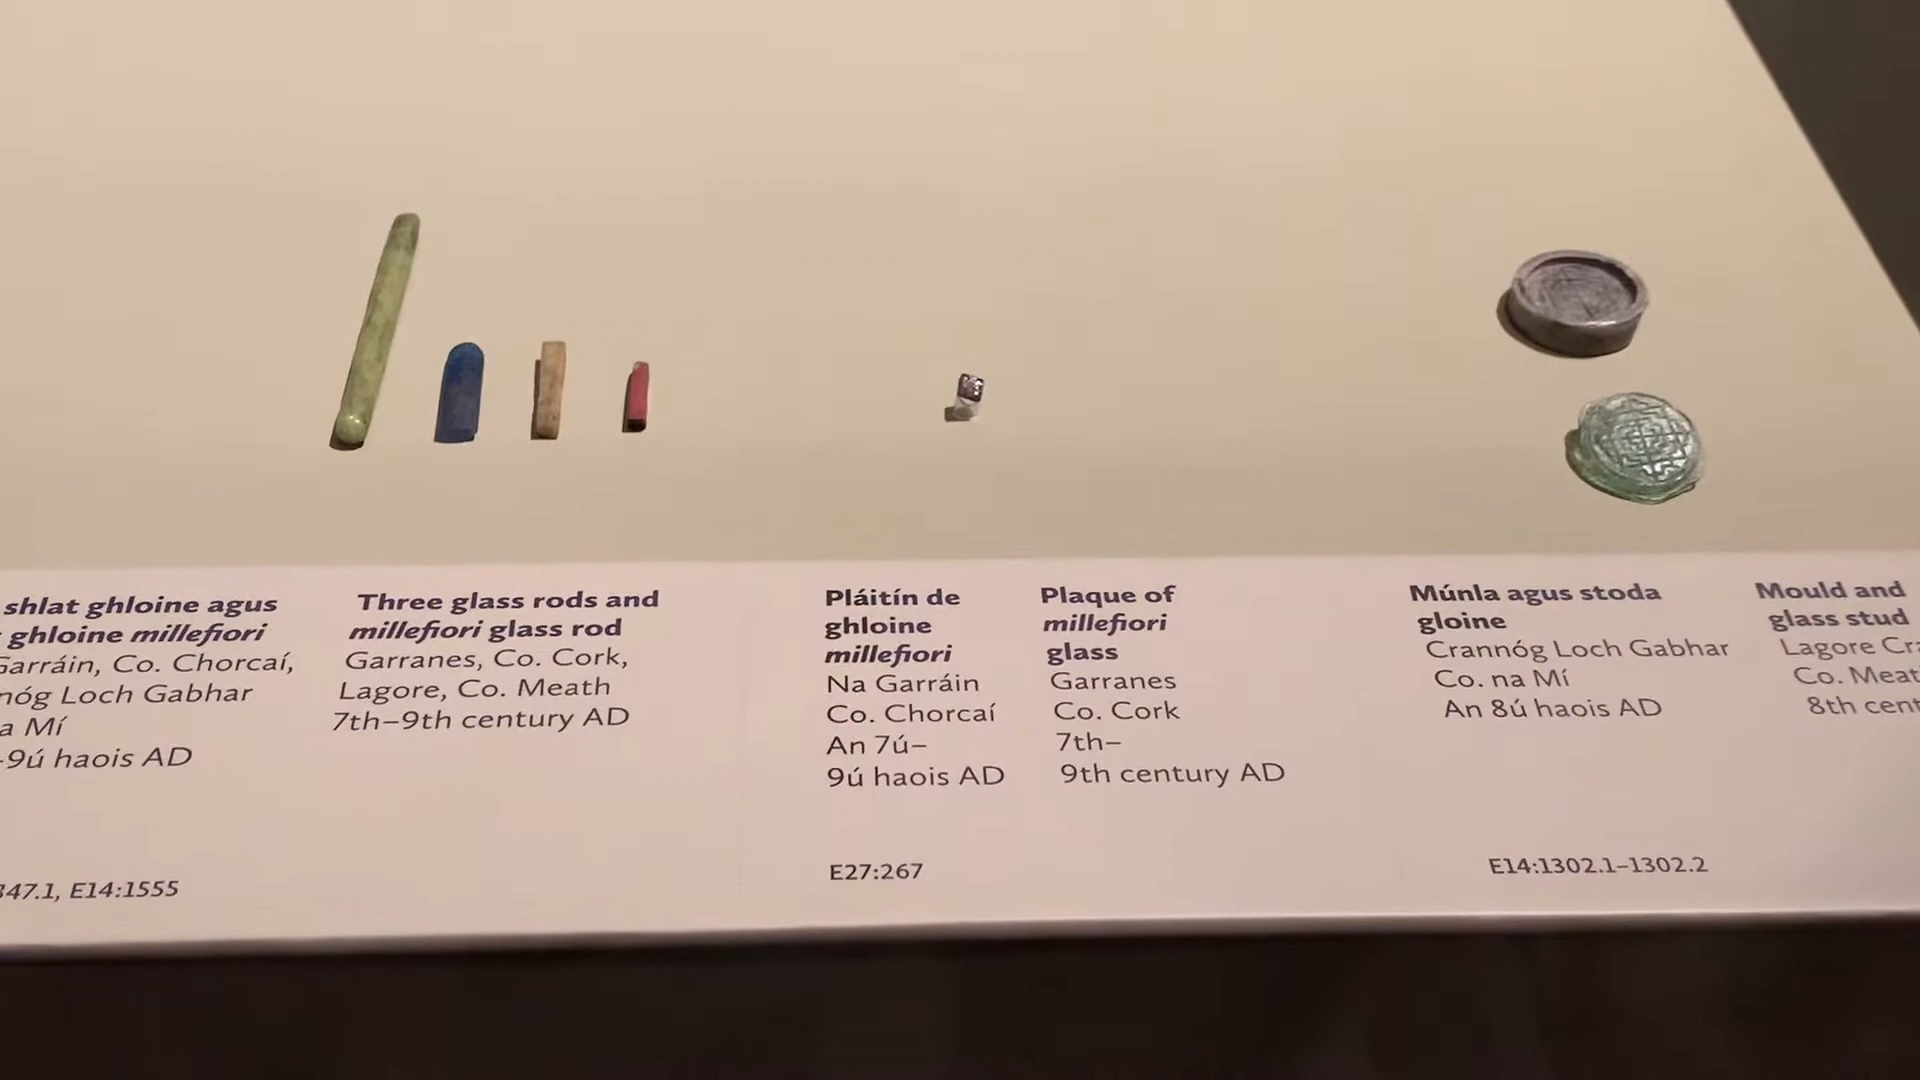 shlat ghloine agus
ghloine millefiori
Garráin, Co. Chorcaí,
Loch Gabhar
Mí
9ú haois AD
E14:1555
Three glass rods and
millefiori glass rod
Garranes, Co. Cork,
Lagore, Co. Meath
7th–9th century AD
Pláitín de
ghloine
millefiori
Na Garráin
Co. Chorcaí
An 7ú–
9ú haois AD
E27:267
Plaque of
millefiori
glass
Garranes
Co. Cork
7th–
9th century AD
Múnla agus stoda
gloine
Crannóg Loch Gabhar
Co. na Mí
An 8ú haois AD
E14:1302.1–1302.2
Mould and
glass stud
Lagore
Co.
8th